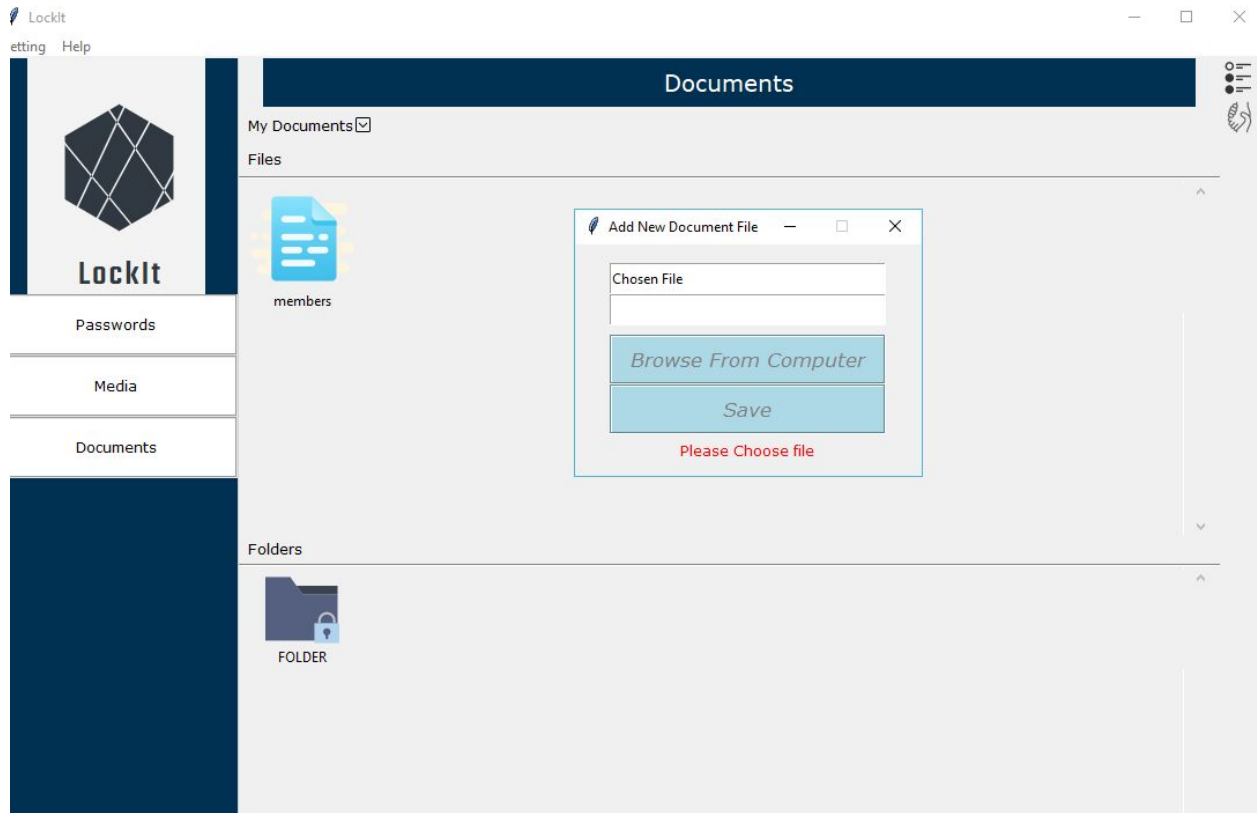 LockIt
etting Help
Documents
My Documents
Files
LockIt
members
Passwords
Media
Documents
Add New Document File
Chosen File
Browse From Computer
Save
Please Choose file
Folders
FOLDER